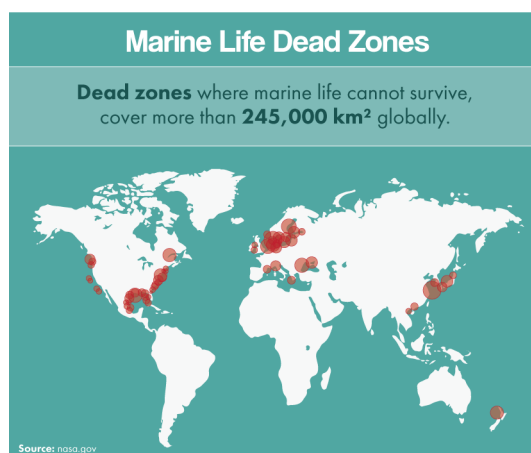 Marine Life Dead Zones
Dead zones where marine life cannot survive,
cover more than 245,000 km² globally.
Source: nasa.gov